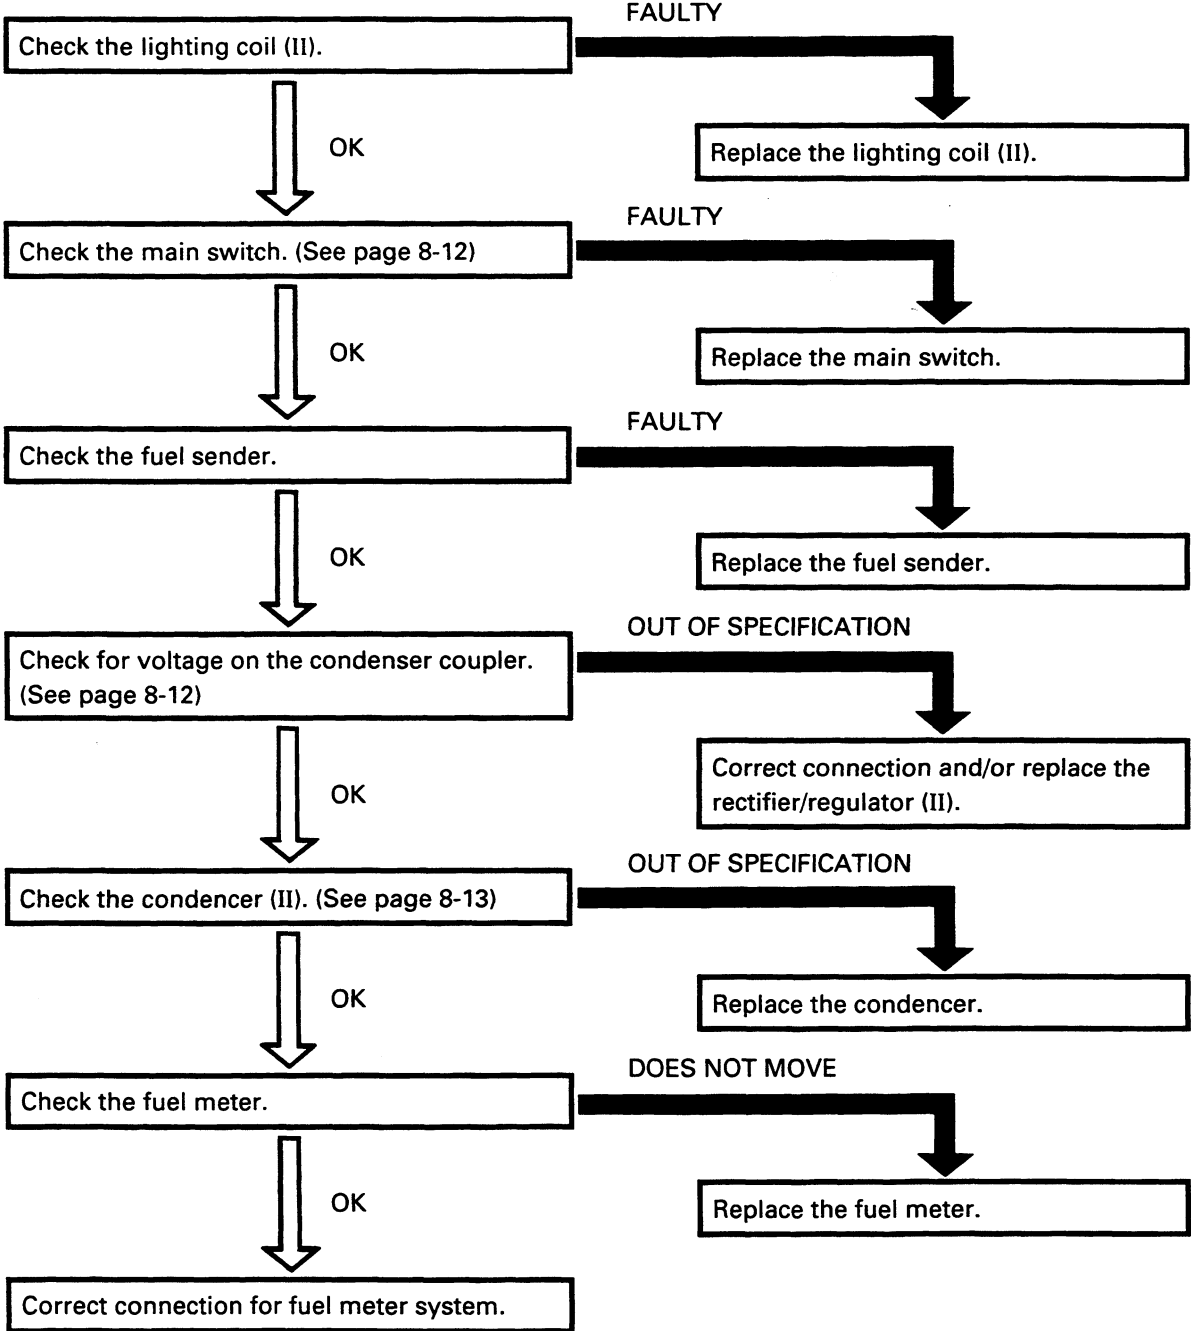 FAULTY
Check the lighting coil (II).
OK
Replace the lighting coil (II).
FAULTY
Check the main switch. (See page 8-12)
OK
Replace the main switch.
FAULTY
Check the fuel sender.
OK
Replace the fuel sender.
OUT OF SPECIFICATION
Check for voltage on the condenser coupler.
(See page 8-12)
Correct connection and/or replace the
rectifier/regulator (II).
OK
OUT OF SPECIFICATION
Check the condencer (II). (See page 8-13)
OK
Replace the condencer.
DOES NOT MOVE
Check the fuel meter.
OK
Replace the fuel meter.
Correct connection for fuel meter system.